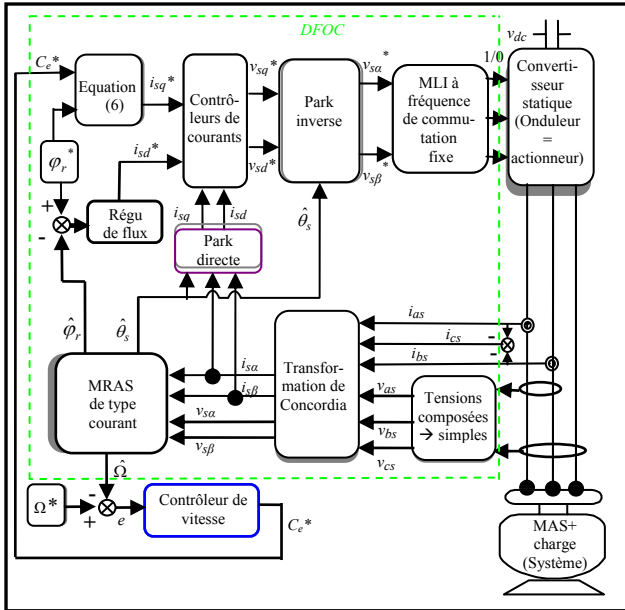 DFOC
v_dc
C_e*
Equation
(6)
i_sq*
Contrô-
leurs de
courants
v_sq*
v_sd*
Park
inverse
v_sα*
v_sβ*
MLI à
fréquence
de commu-
tation
fixe
1/0
Convertis-
seur
statique
(Onduleur
=
actionneur)
φ_r*
i_sd*
+
-
Régu
de flux
i_sq
i_sd
Park
directe
θ̂_s
φ̂_r
θ̂_s
MRAS
de type
courant
i_sα
i_sβ
v_sα
v_sβ
Transfor-
mation de
Concordia
i_as
i_cs
i_bs
-
-
v_as
v_bs
v_cs
Tensions
composées
→ simples
Ω̂
Ω*
-
+
e
Contrôleur de
vitesse
C_e*
MAS+
charge
(Système)